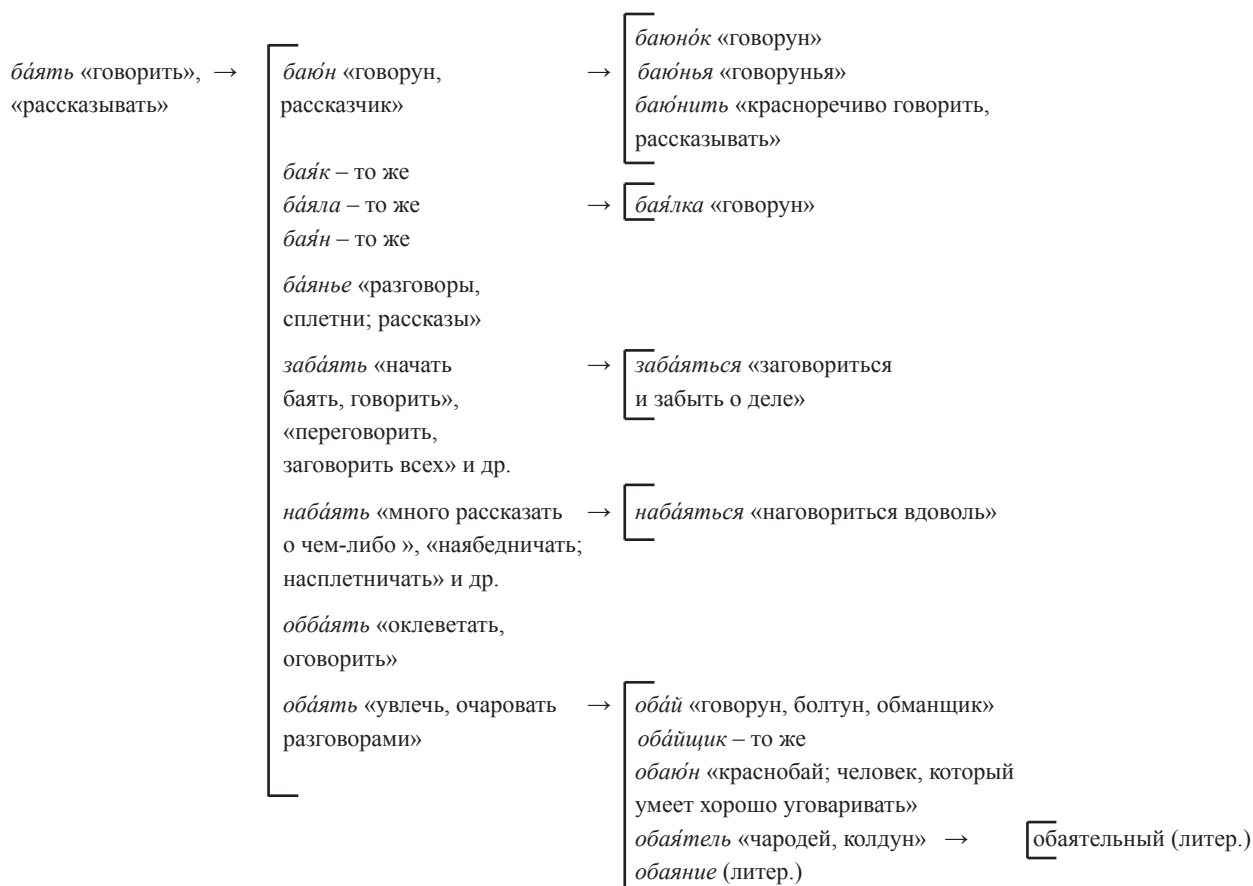 ба́ять «говорить», →
«рассказывать»
баю́н «говорун, →
рассказчик»
баюно́к «говорун»
баю́нья «говорунья»
баю́нить «красноречиво говорить,
рассказывать»
бая́к – то же
ба́яла – то же →
бая́лка «говорун»
бая́н – то же
ба́янье «разговоры,
сплетни; рассказы»
заба́ять «начать →
баять, говорить»,
«переговорить,
заговорить всех» и др.
заба́яться «заговориться
и забыть о деле»
наба́ять «много рассказать →
о чем-либо », «наябедничать;
насплетничать» и др.
наба́яться «наговориться вдоволь»
обба́ять «оклеветать,
оговорить»
оба́ять «увлечь, очаровать →
разговорами»
оба́й «говорун, болтун, обманщик»
оба́йщик – то же
обаю́н «краснобай; человек, который
умеет хорошо уговаривать»
обая́тель «чародей, колдун» → обаятельный (литер.)
обаяние (литер.)